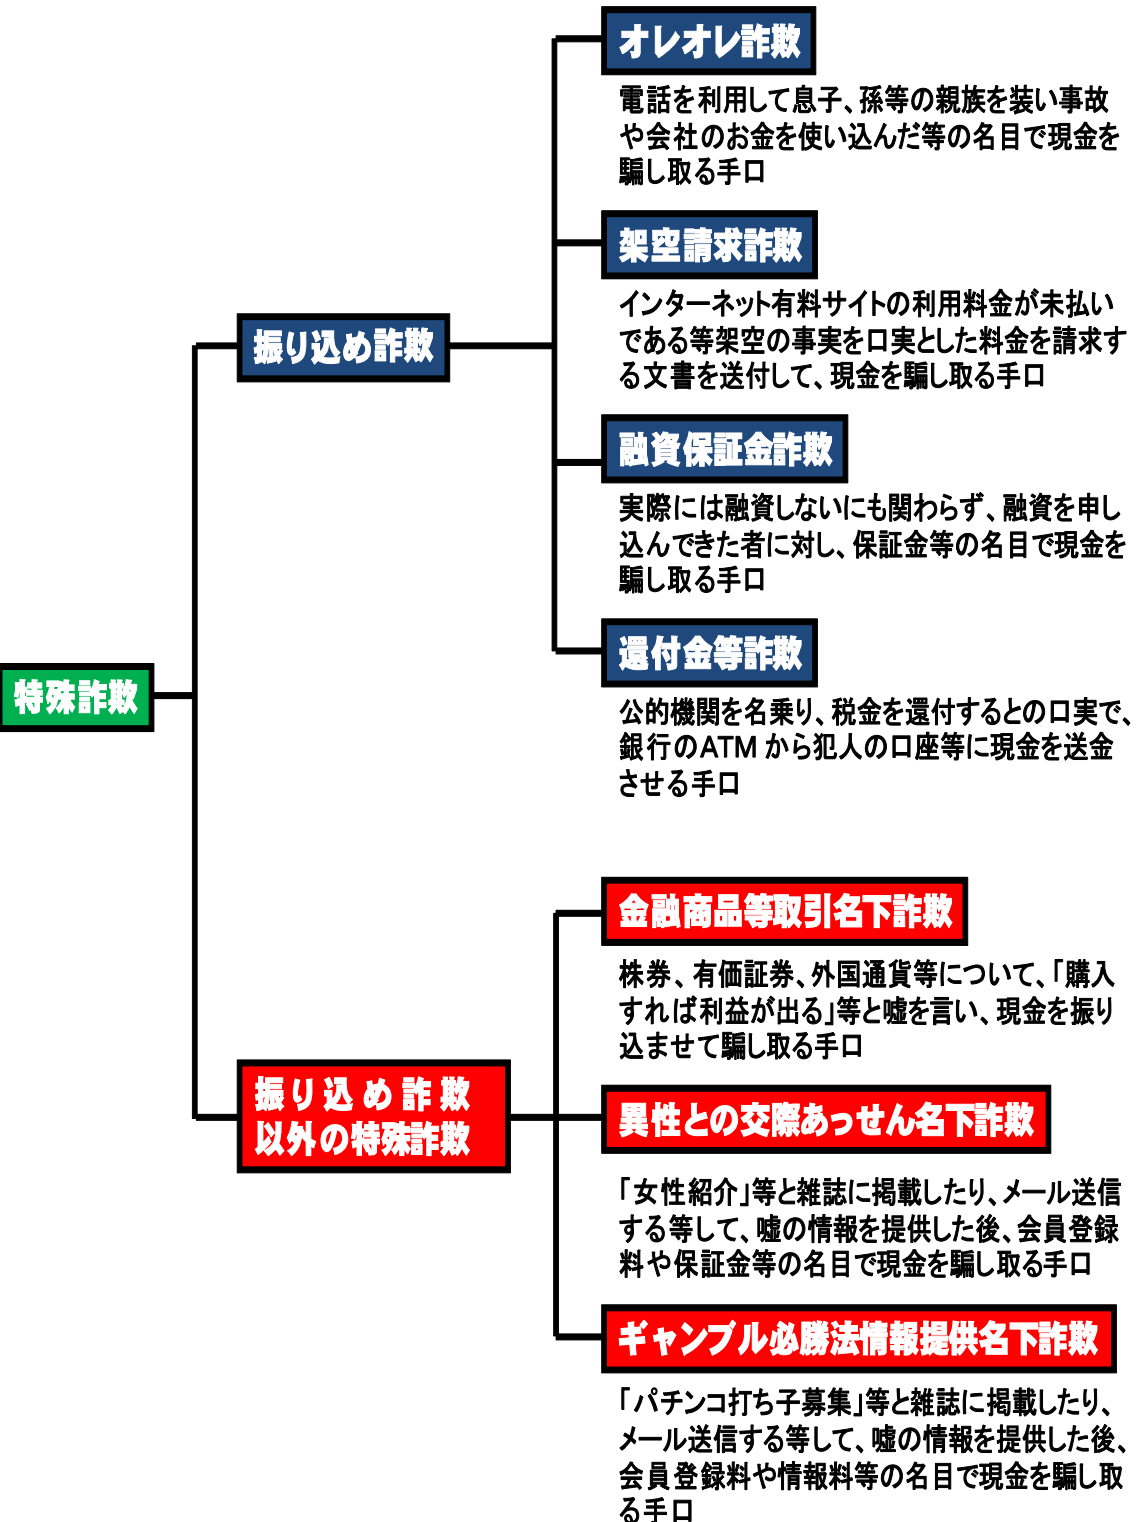 特殊詐欺
振り込め詐欺
オレオレ詐欺
電話を利用して息子、孫等の親族を装い事故
や会社のお金を使い込んだ等の名目で現金を
騙し取る手口
架空請求詐欺
インターネット有料サイトの利用料金が未払い
である等架空の事実を口実とした料金を請求す
る文書を送付して、現金を騙し取る手口
融資保証金詐欺
実際には融資しないにも関わらず、融資を申し
込んできた者に対し、保証金等の名目で現金を
騙し取る手口
還付金等詐欺
公的機関を名乗り、税金を還付するとの口実で、
銀行のATM から犯人の口座等に現金を送金
させる手口
振り込め詐欺
以外の特殊詐欺
金融商品等取引名下詐欺
株券、有価証券、外国通貨等について、「購入
すれば利益が出る」等と嘘を言い、現金を振り
込ませて騙し取る手口
異性との交際あっせん名下詐欺
「女性紹介」等と雑誌に掲載したり、メール送信
する等して、嘘の情報を提供した後、会員登録
料や保証金等の名目で現金を騙し取る手口
ギャンブル必勝法情報提供名下詐欺
「パチンコ打ち子募集」等と雑誌に掲載したり、
メール送信する等して、嘘の情報を提供した後、
会員登録料や情報料等の名目で現金を騙し取
る手口